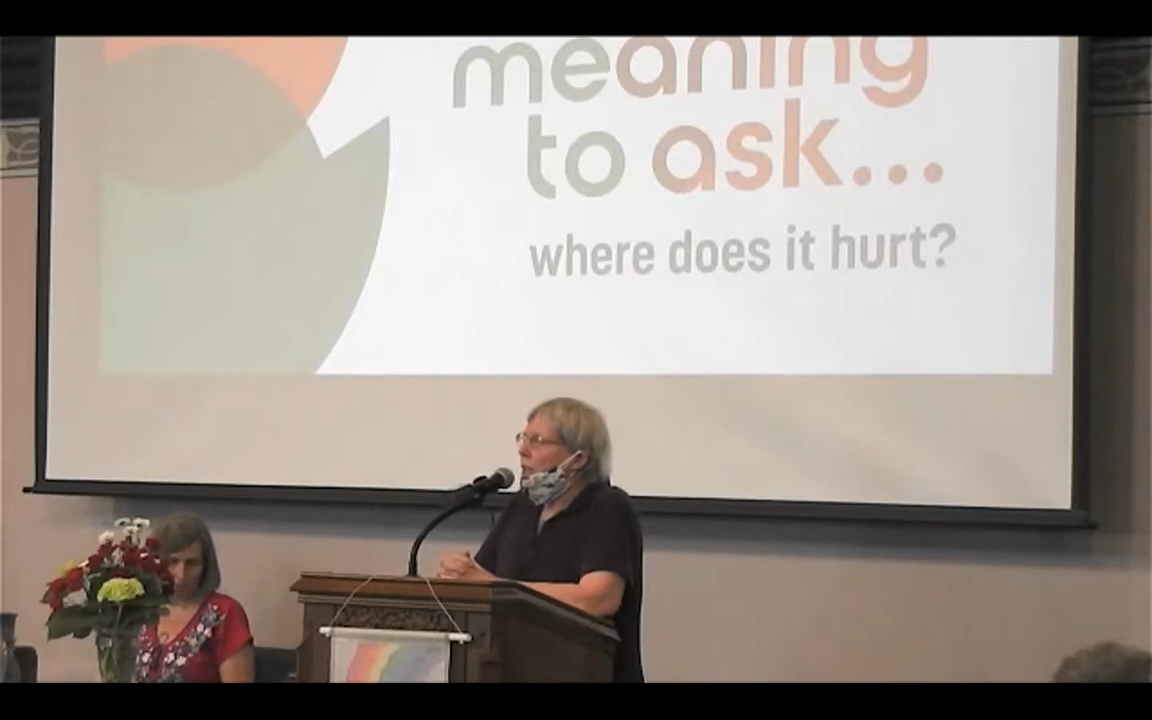 meaning
to ask...
where does it hurt?